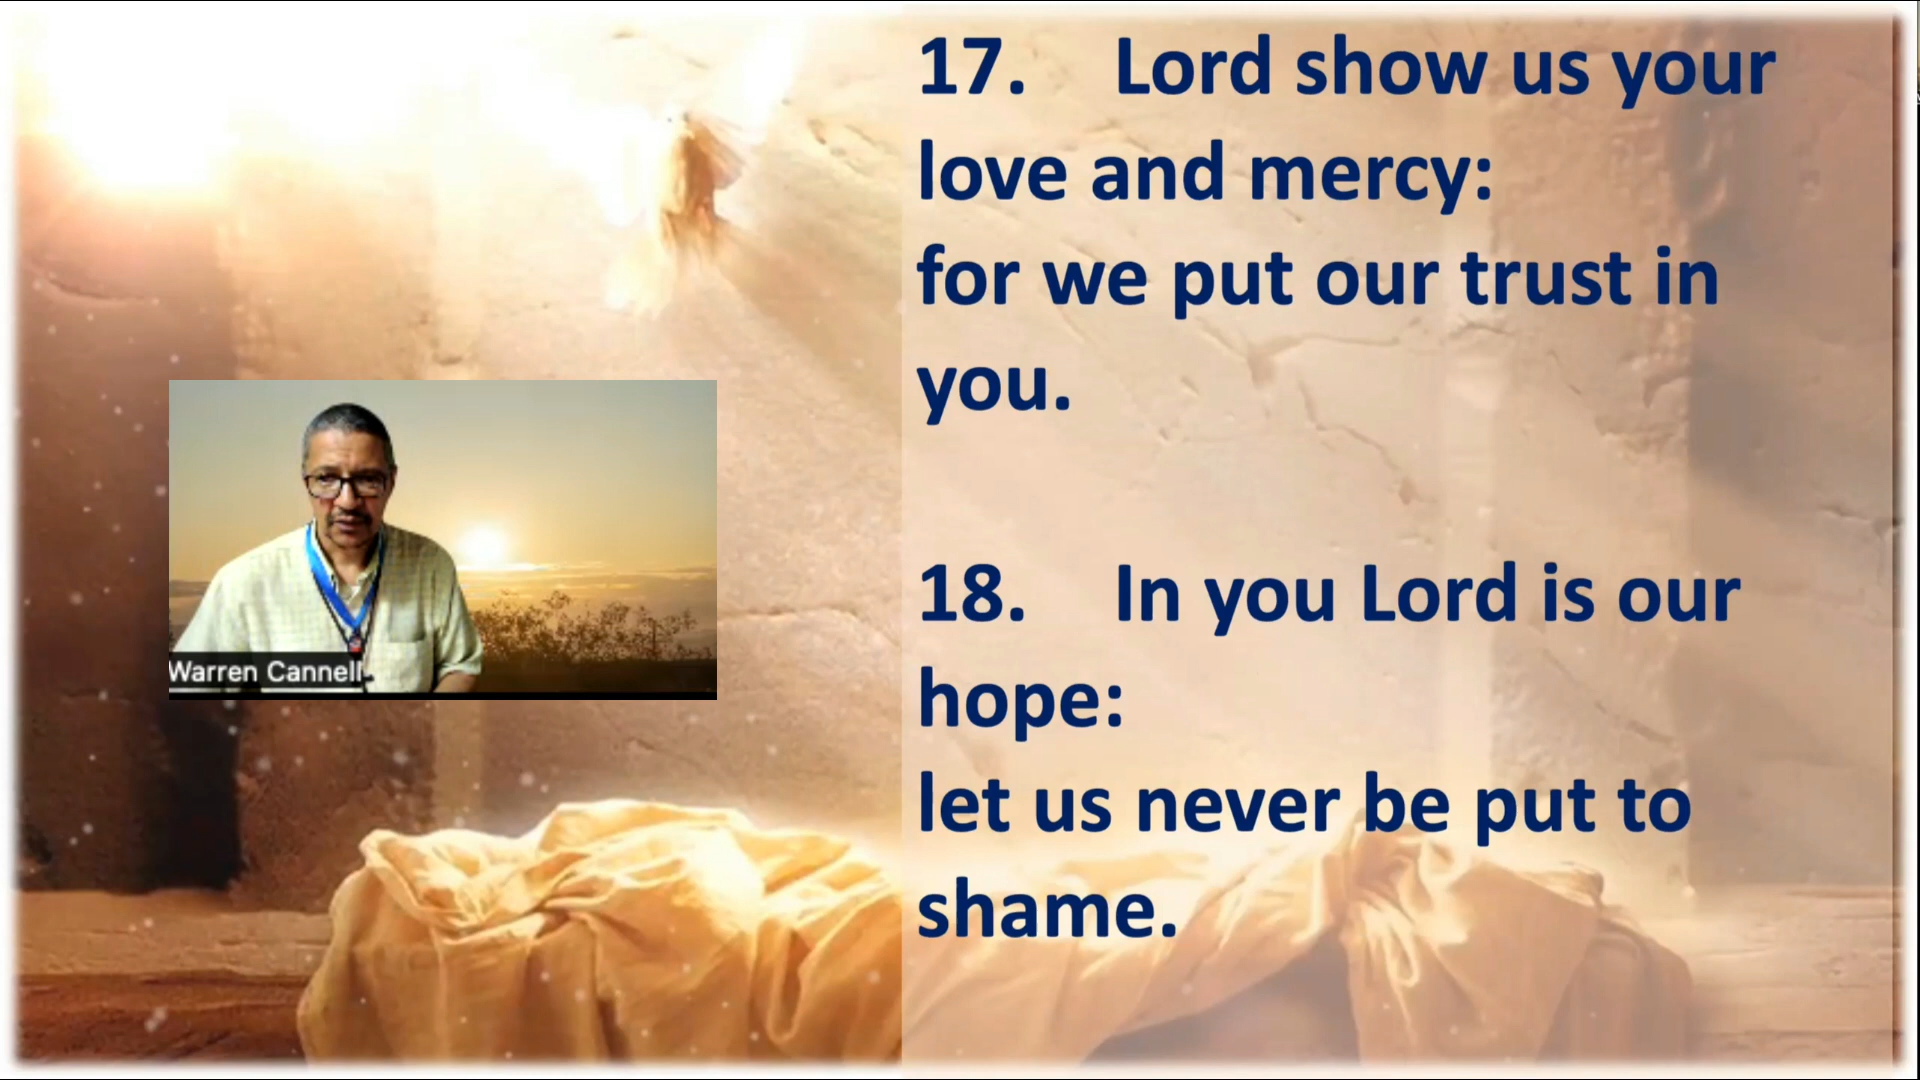 17. Lord show us your
love and mercy:
for we put our trust in
you.
18. In you Lord is our
hope:
let us never be put to
shame.
Warren Cannell